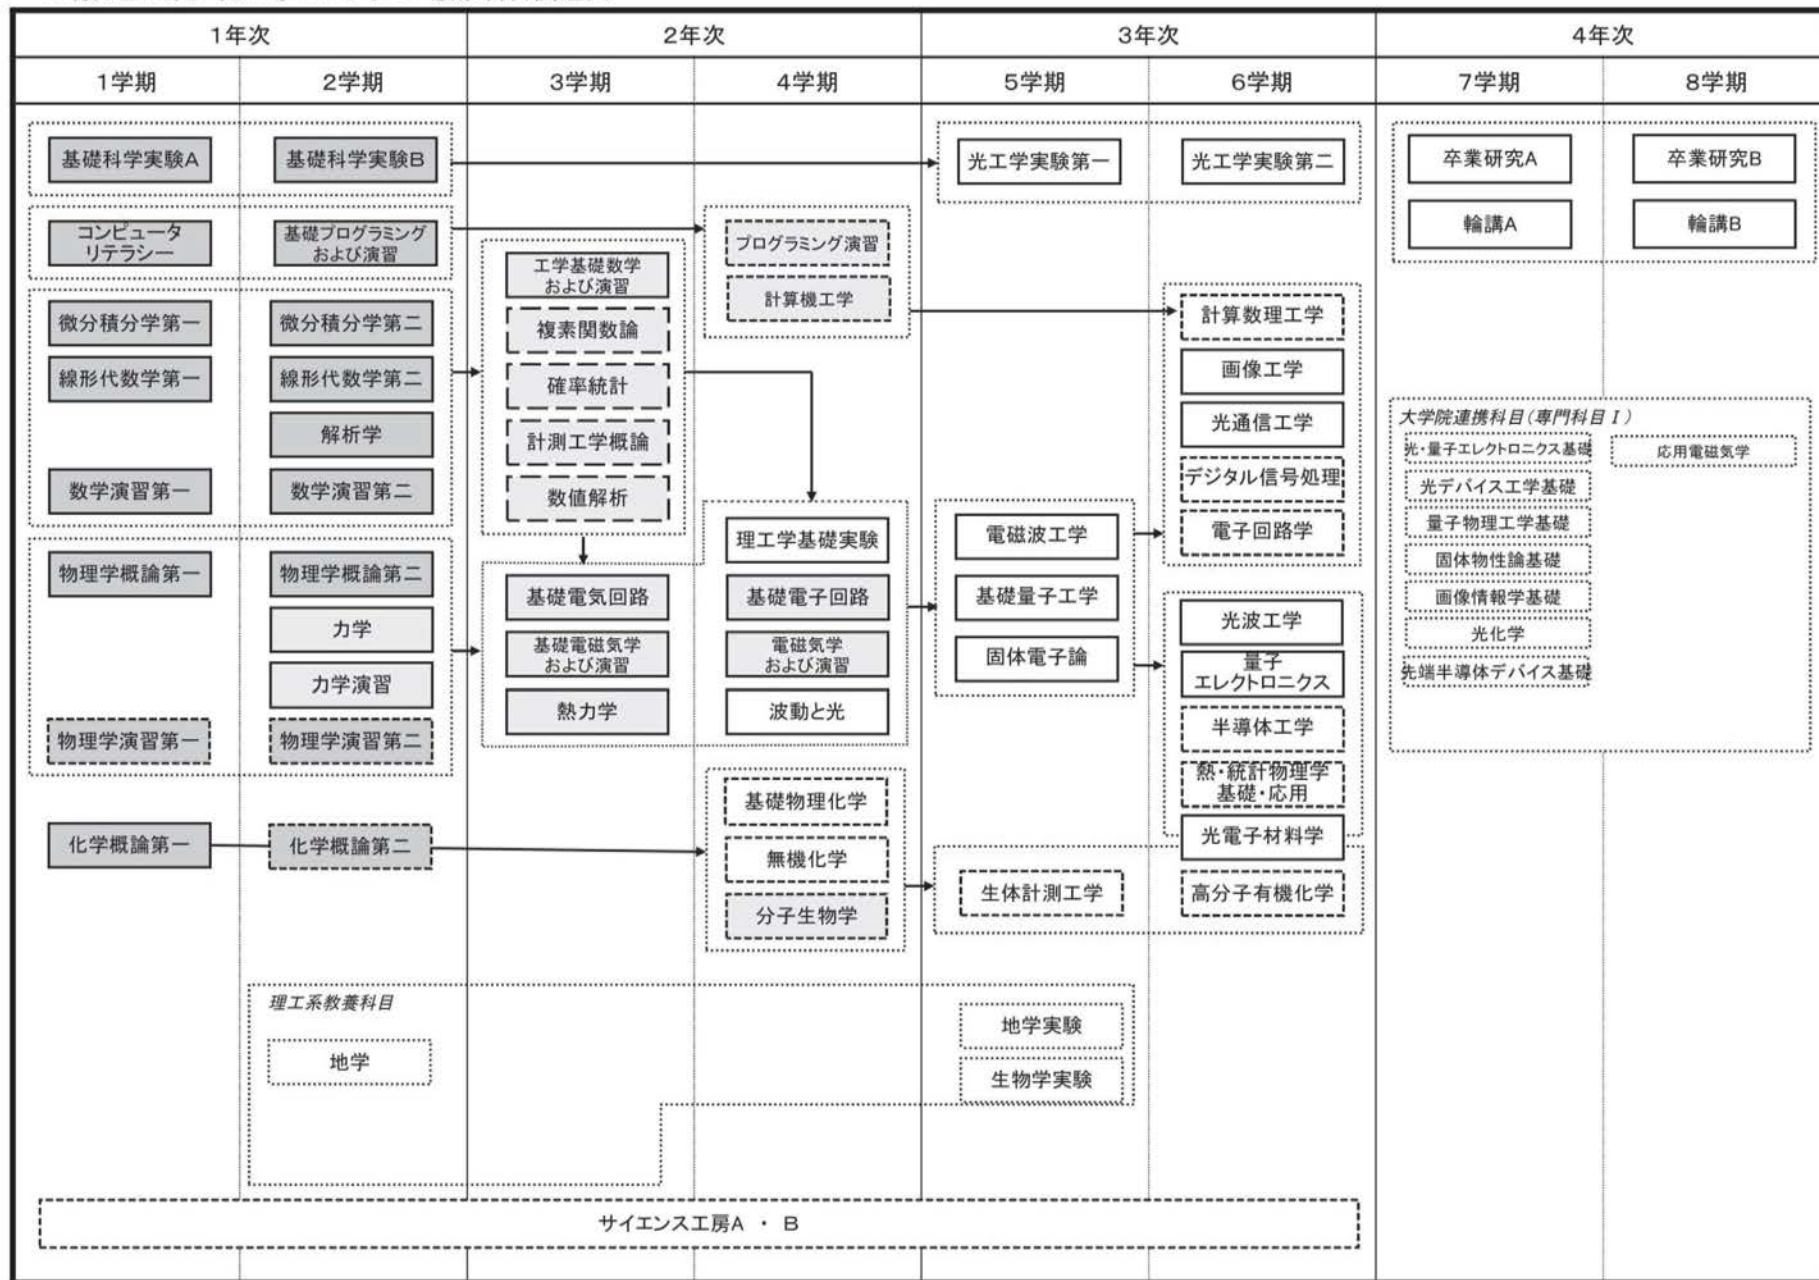 1年次
2年次
3年次
4年次
1学期
2学期
3学期
4学期
5学期
6学期
7学期
8学期
基礎科学実験A
基礎科学実験B
光工学実験第一
光工学実験第二
卒業研究A
卒業研究B
輪講A
輪講B
コンピュータ
リテラシー
基礎プログラミング
および演習
プログラミング演習
計算機工学
工学基礎数学
および演習
複素関数論
確率統計
計測工学概論
数値解析
微分積分学第一
微分積分学第二
線形代数学第一
線形代数学第二
解析学
数学演習第一
数学演習第二
計算数理工学
画像工学
光通信工学
デジタル信号処理
電子回路学
大学院連携科目(専門科目Ⅰ)
光・量子エレクトロニクス基礎
応用電磁気学
光デバイス工学基礎
量子物理工学基礎
固体物性論基礎
画像情報学基礎
光化学
先端半導体デバイス基礎
物理学概論第一
物理学概論第二
力学
力学演習
物理学演習第一
物理学演習第二
基礎電気回路
基礎電磁気学
および演習
熱力学
理工学基礎実験
基礎電子回路
電磁気学
および演習
波動と光
電磁波工学
基礎量子工学
固体電子論
光波工学
量子
エレクトロニクス
半導体工学
熱・統計物理学
基礎・応用
光電子材料学
化学概論第一
化学概論第二
基礎物理化学
無機化学
分子生物学
生体計測工学
高分子有機化学
理工系教養科目
地学
地学実験
生物学実験
サイエンス工房A ・ B